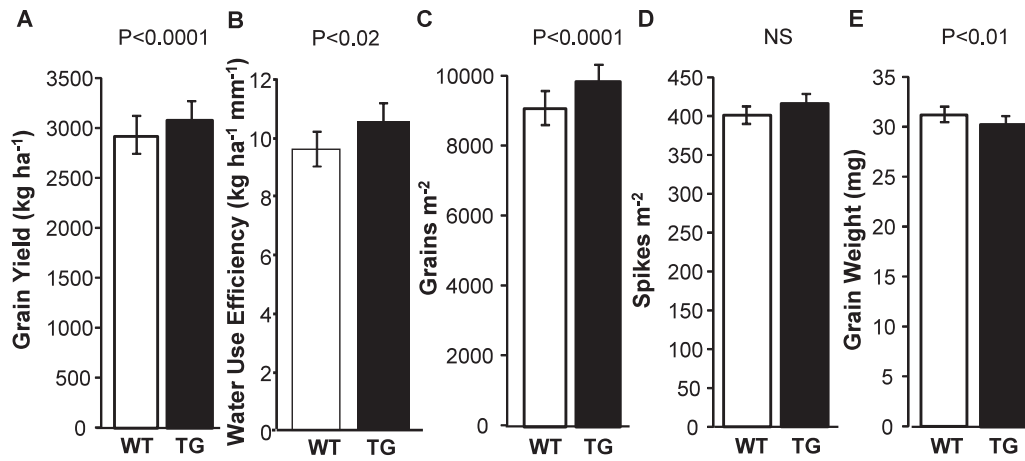 A
P<0.0001
Grain Yield (kg ha⁻¹)
3500
3000
2500
2000
1500
1000
500
0
WT TG
B
P<0.02
Water Use Efficiency (kg ha⁻¹ mm⁻¹)
12
10
8
6
4
2
0
WT TG
C
P<0.0001
Grains m⁻²
10000
8000
6000
4000
2000
0
WT TG
D
NS
Spikes m⁻²
450
400
350
300
250
200
150
100
50
0
WT TG
E
P<0.01
Grain Weight (mg)
35
30
25
20
15
10
5
0
WT TG